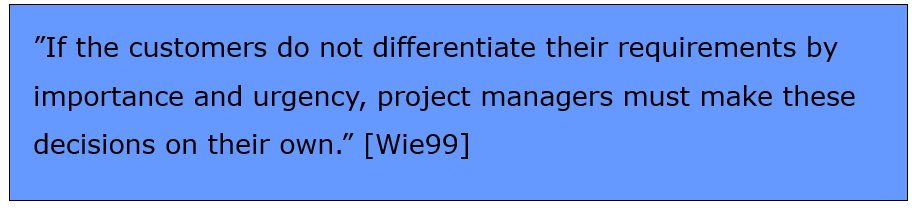 ”If the customers do not differentiate their requirements by
importance and urgency, project managers must make these
decisions on their own.” [Wie99]